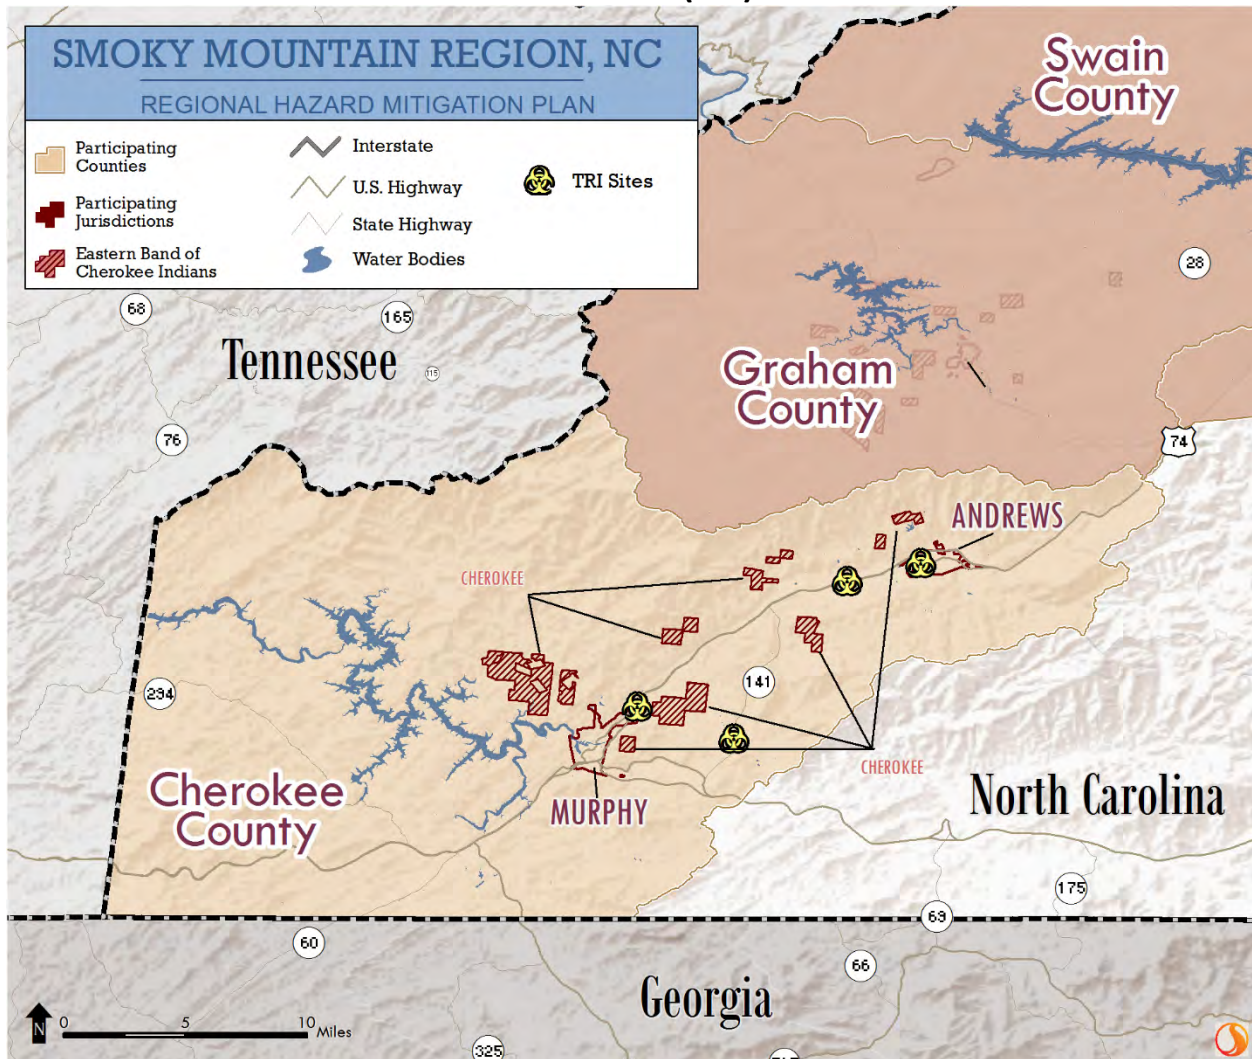 SMOKY MOUNTAIN REGION, NC
REGIONAL HAZARD MITIGATION PLAN
Participating
Counties
Participating
Jurisdictions
Eastern Band of
Cherokee Indians
Interstate
U.S. Highway
State Highway
Water Bodies
TRI Sites
Swain
County
28
68
165
Tennessee
115
Graham
County
76
74
ANDREWS
CHEROKEE
234
141
CHEROKEE
Cherokee
County
MURPHY
North Carolina
175
69
60
66
Georgia
N
0
5
10
Miles
325